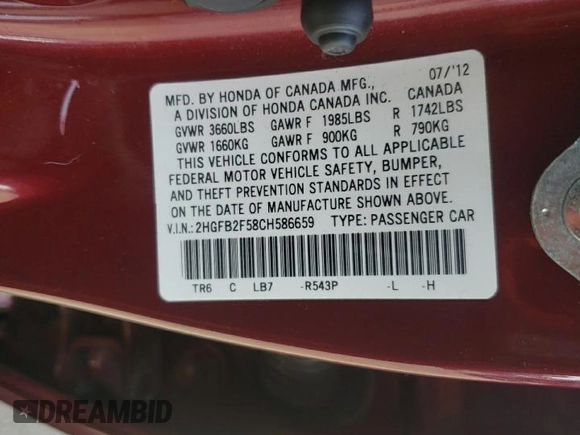 MFD. BY HONDA OF CANADA MFG., 07/'12
A DIVISION OF HONDA CANADA INC. CANADA
GVWR 3660LBS GAWR F 1985LBS R 1742LBS
GVWR 1660KG GAWR F 900KG R 790KG
THIS VEHICLE CONFORMS TO ALL APPLICABLE
FEDERAL MOTOR VEHICLE SAFETY, BUMPER,
AND THEFT PREVENTION STANDARDS IN EFFECT
ON THE DATE OF MANUFACTURE SHOWN ABOVE.
V.I.N.: 2HGFB2F58CH586659 TYPE: PASSENGER CAR
TR6 C LB7 -R543P -L -H
DREAMBID